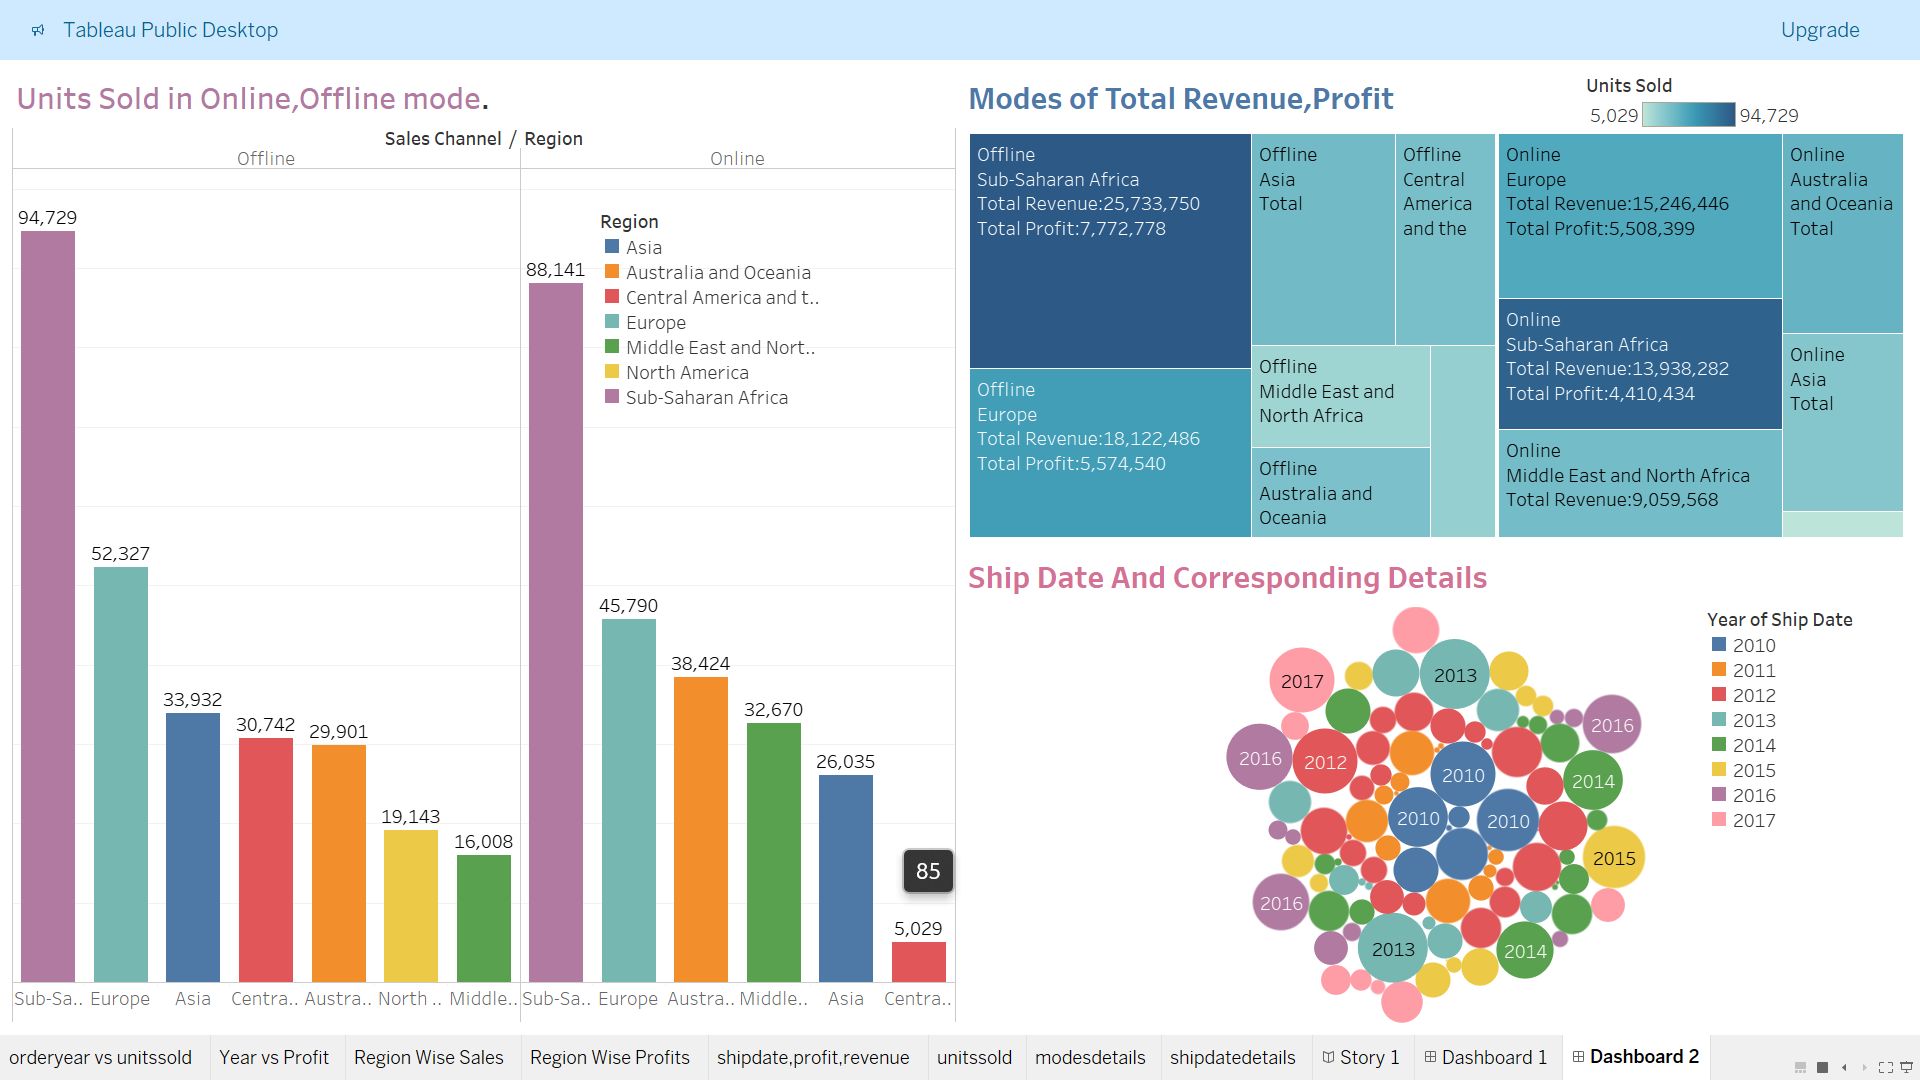 Tableau Public Desktop
Upgrade
Units Sold in Online,Offline mode.
Sales Channel / Region
Offline
Online
94,729
52,327
33,932
30,742
29,901
19,143
16,008
88,141
45,790
38,424
32,670
26,035
5,029
85
Region
Asia
Australia and Oceania
Central America and t..
Europe
Middle East and Nort..
North America
Sub-Saharan Africa
Sub-Sa..
Europe
Asia
Centra..
Austra..
North ..
Middle..
Sub-Sa..
Europe
Austra..
Middle..
Asia
Centra..
Modes of Total Revenue,Profit
Units Sold
5,029
94,729
Offline
Sub-Saharan Africa
Total Revenue:25,733,750
Total Profit:7,772,778
Offline
Europe
Total Revenue:18,122,486
Total Profit:5,574,540
Offline
Asia
Total
Offline
Central
America
and the
Offline
Middle East and
North Africa
Offline
Australia and
Oceania
Online
Europe
Total Revenue:15,246,446
Total Profit:5,508,399
Online
Sub-Saharan Africa
Total Revenue:13,938,282
Total Profit:4,410,434
Online
Middle East and North Africa
Total Revenue:9,059,568
Online
Australia
and Oceania
Total
Online
Asia
Total
Ship Date And Corresponding Details
2013
2017
2016
2016
2012
2010
2014
2010
2010
2015
2016
2013
2014
Year of Ship Date
2010
2011
2012
2013
2014
2015
2016
2017
orderyear vs unitssold
Year vs Profit
Region Wise Sales
Region Wise Profits
shipdate,profit,revenue
unitssold
modesdetails
shipdatedetails
Story 1
Dashboard 1
Dashboard 2